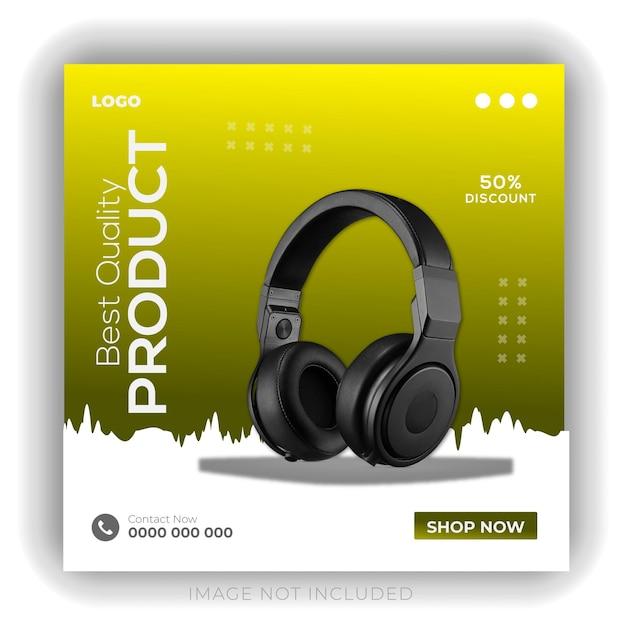 LOGO
Best Quality
PRODUCT
50%
DISCOUNT
Contact Now
0000 000 000
SHOP NOW
IMAGE NOT INCLUDED